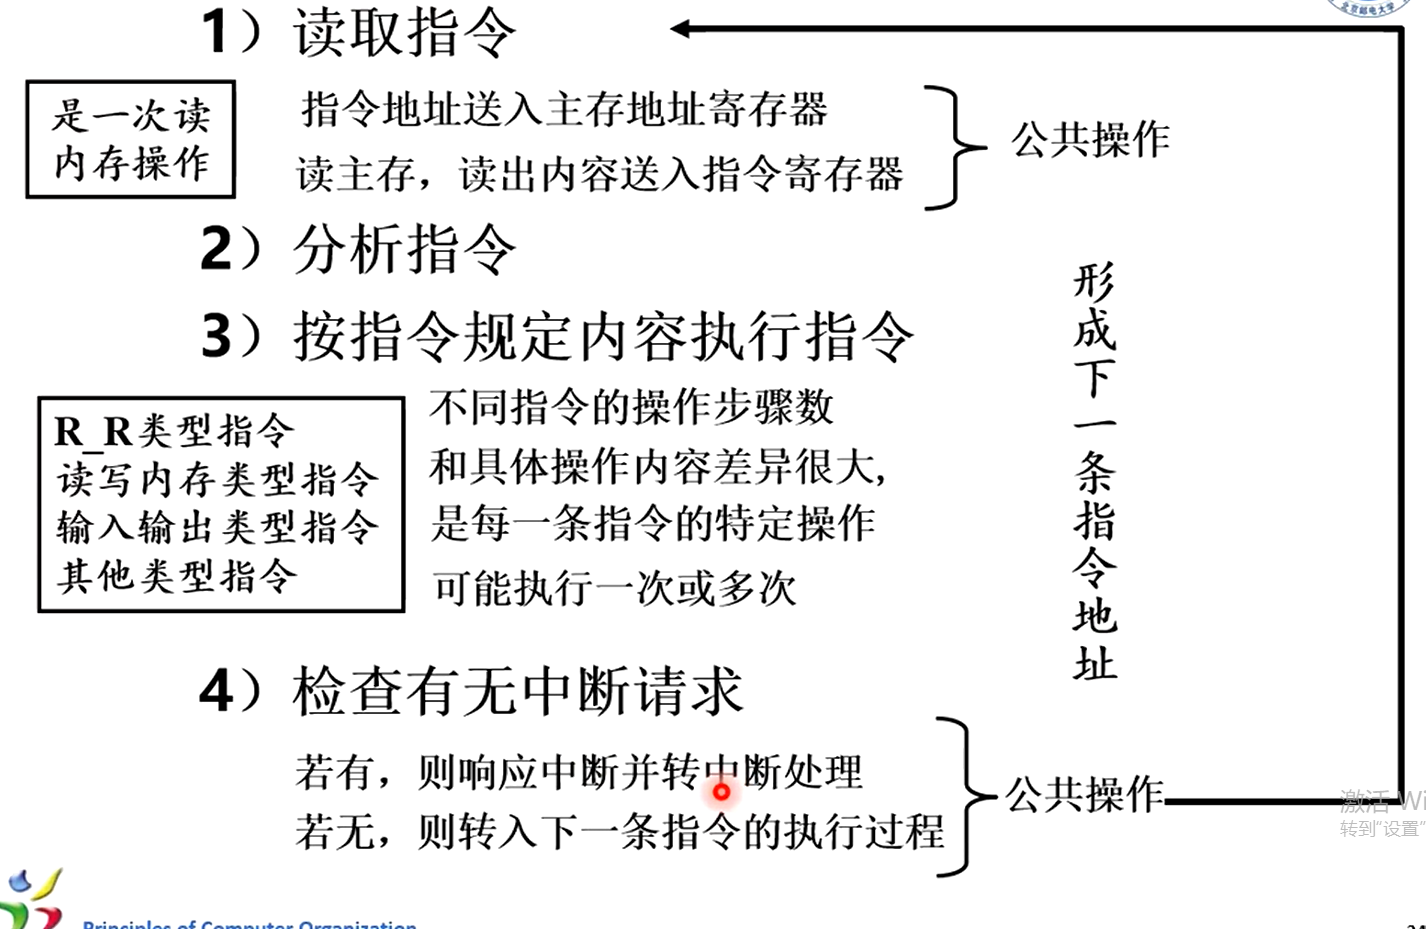 北京邮电大学
1）读取指令
是一次读
内存操作
指令地址送入主存地址寄存器
读主存，读出内容送入指令寄存器
公共操作
2）分析指令
3）按指令规定内容执行指令
R_R类型指令
读写内存类型指令
输入输出类型指令
其他类型指令
不同指令的操作步骤数
和具体操作内容差异很大,
是每一条指令的特定操作
可能执行一次或多次
形成下一条指令地址
4）检查有无中断请求
若有，则响应中断并转中断处理
若无，则转入下一条指令的执行过程
公共操作
激活 Wi
转到"设置"
Principles of Computer Organization